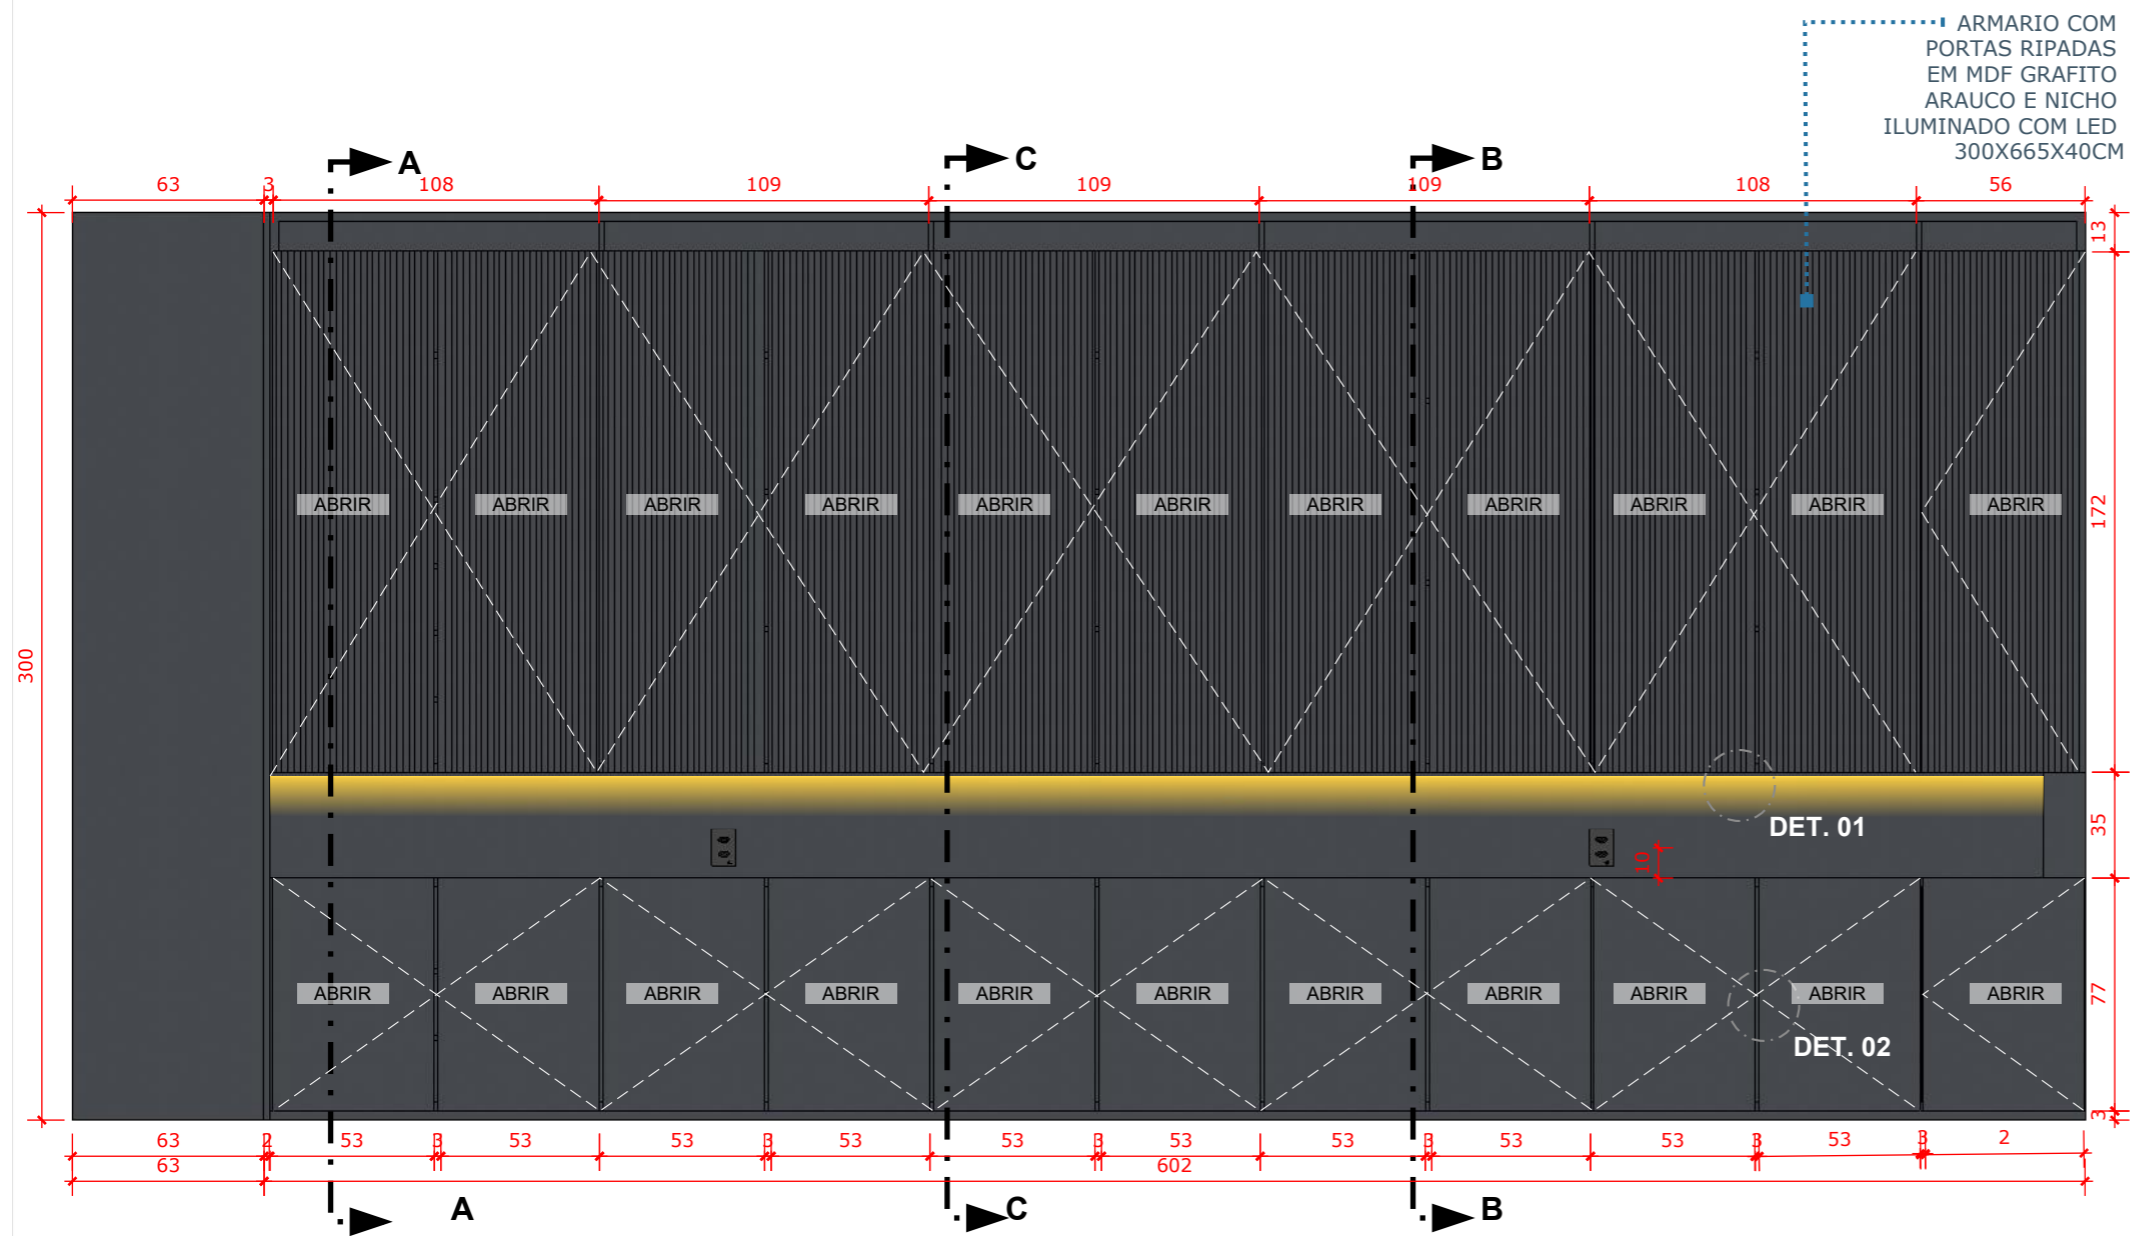 ARMARIO COM
PORTAS RIPADAS
EM MDF GRAFITO
ARAUCO E NICHO
ILUMINADO COM LED
300X665X40CM
A C B
63 3 108 109 109 109 108 56
13
ABRIR ABRIR ABRIR ABRIR ABRIR ABRIR ABRIR ABRIR ABRIR ABRIR ABRIR
172
300
DET. 01
35
10
ABRIR ABRIR ABRIR ABRIR ABRIR ABRIR ABRIR ABRIR ABRIR ABRIR ABRIR
77
DET. 02
3
63 2 53 3 53 53 3 53 53 3 53 53 3 53 53 3 53 3 2
63 602
A C B